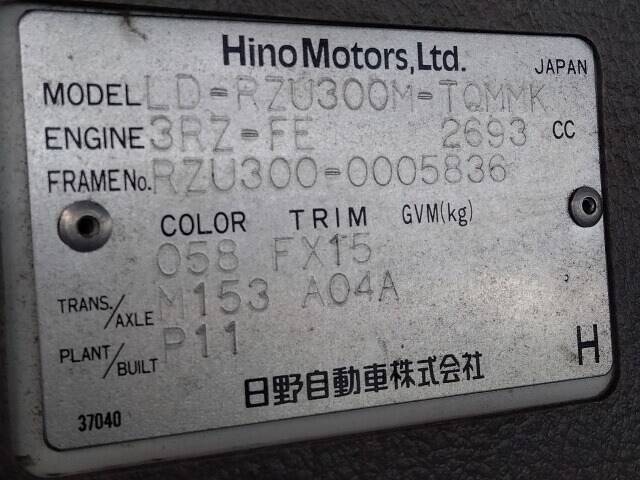 Hino Motors, Ltd. JAPAN
MODEL LD-RZU300M-TQMMK
ENGINE 3RZ-FE 2693 CC
FRAME No. RZU300-0005836
COLOR TRIM GVM(kg)
058 FX15
TRANS./AXLE M153 A04A
PLANT/BUILT P11
H
日野自動車株式会社
37040